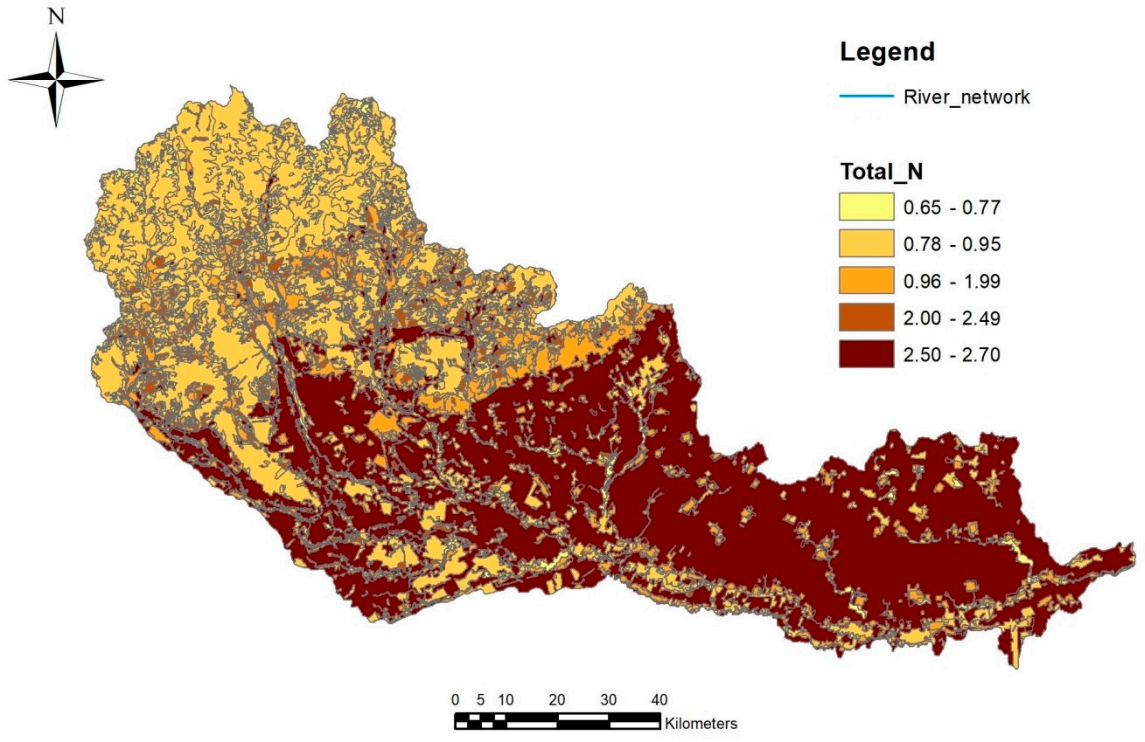 N
Legend
River_network
Total_N
0.65 - 0.77
0.78 - 0.95
0.96 - 1.99
2.00 - 2.49
2.50 - 2.70
0 5 10 20 30 40
Kilometers